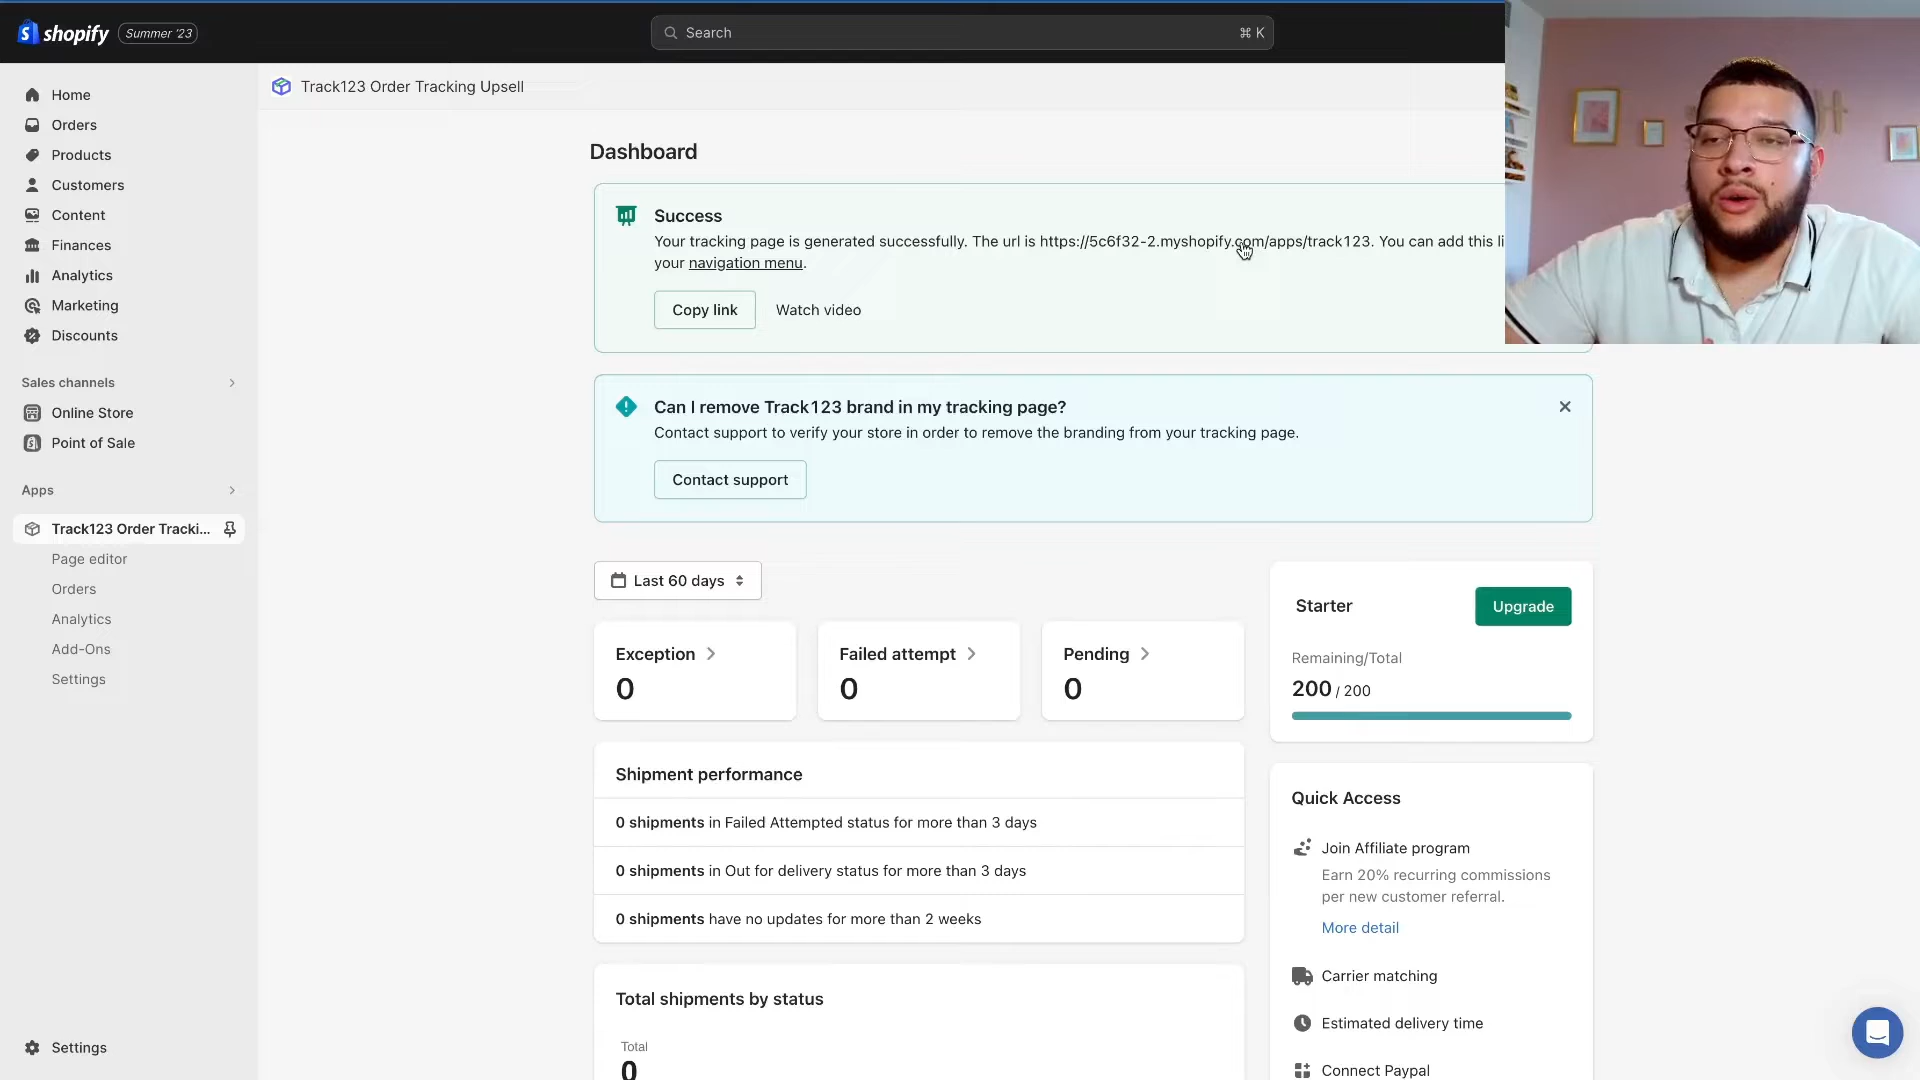 shopify Summer '23
Search ⌘ K
Home
Orders
Products
Customers
Content
Finances
Analytics
Marketing
Discounts
Sales channels
Online Store
Point of Sale
Apps
Track123 Order Tracki...
Page editor
Orders
Analytics
Add-Ons
Settings
Settings
Track123 Order Tracking Upsell
Dashboard
Success
Your tracking page is generated successfully. The url is https://5c6f32-2.myshopify.com/apps/track123. You can add this li
your navigation menu.
Copy link Watch video
Can I remove Track123 brand in my tracking page?
Contact support to verify your store in order to remove the branding from your tracking page.
Contact support
Last 60 days
Exception
0
Failed attempt
0
Pending
0
Shipment performance
0 shipments in Failed Attempted status for more than 3 days
0 shipments in Out for delivery status for more than 3 days
0 shipments have no updates for more than 2 weeks
Total shipments by status
Total
0
Starter Upgrade
Remaining/Total
200 / 200
Quick Access
Join Affiliate program
Earn 20% recurring commissions
per new customer referral.
More detail
Carrier matching
Estimated delivery time
Connect Paypal